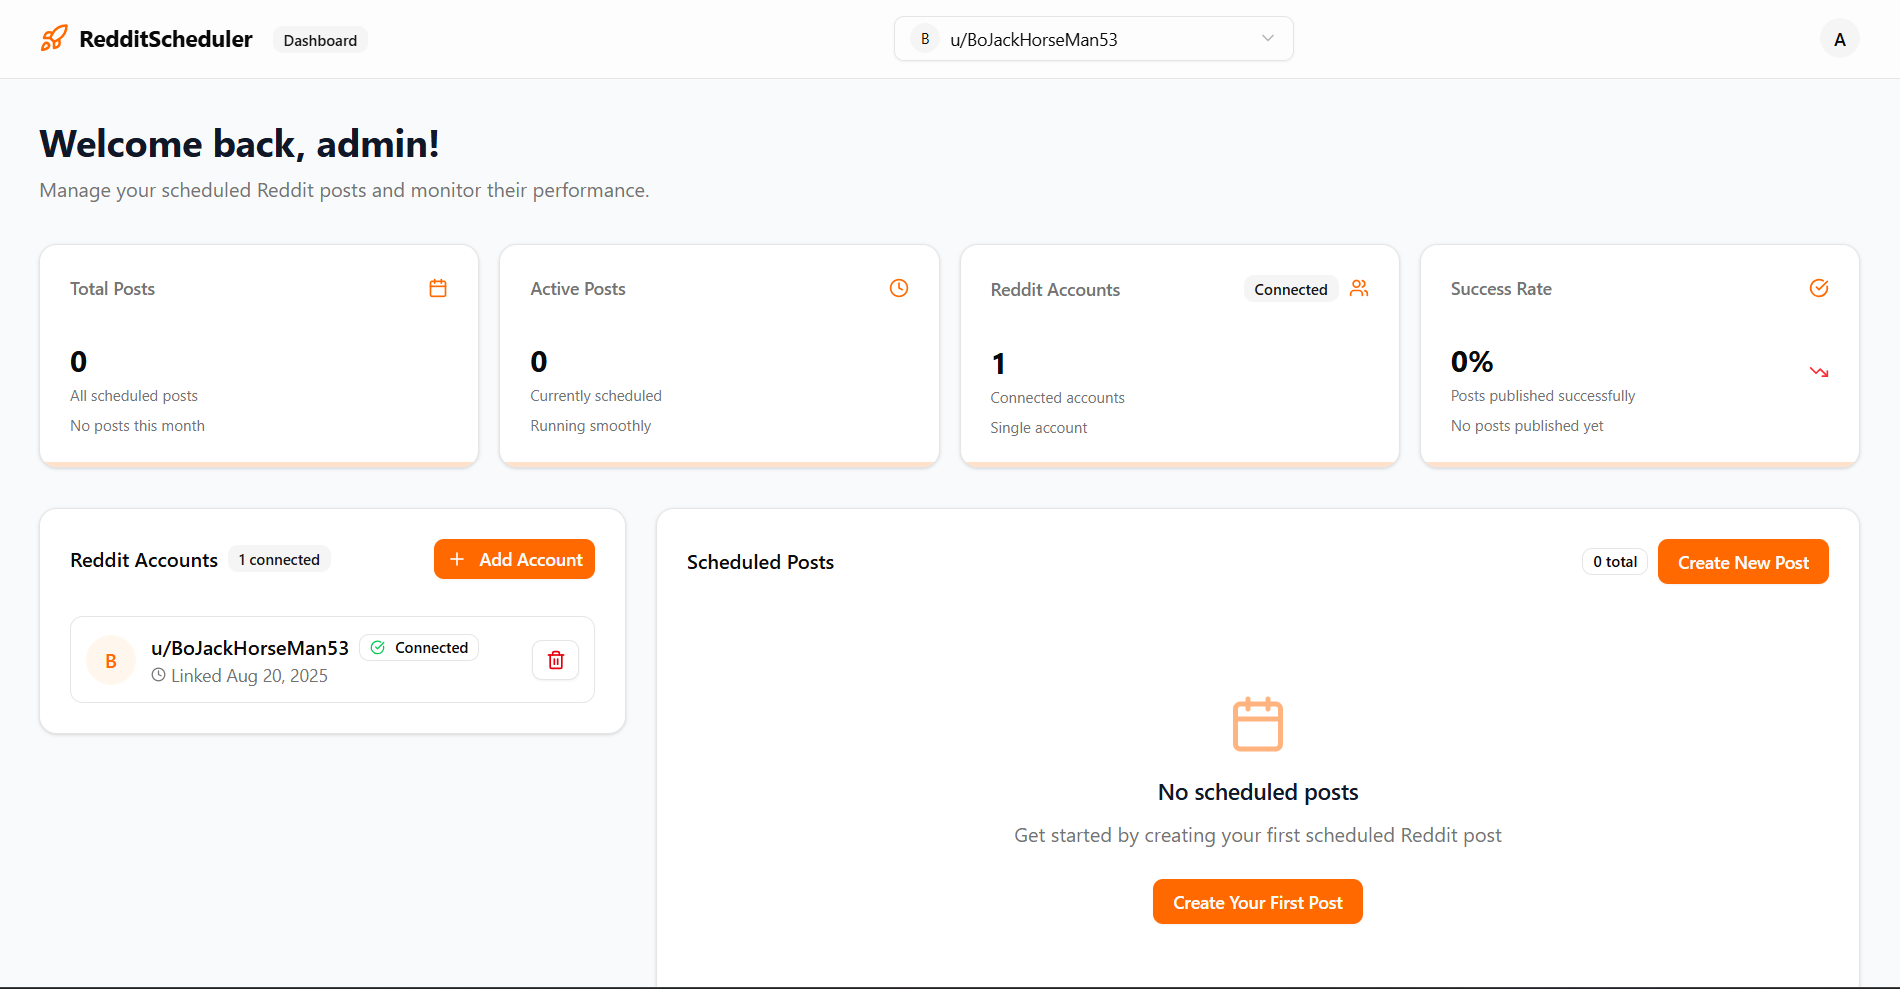 RedditScheduler
Dashboard
B
u/BoJackHorseMan53
A
Welcome back, admin!
Manage your scheduled Reddit posts and monitor their performance.
Total Posts
0
All scheduled posts
No posts this month
Active Posts
0
Currently scheduled
Running smoothly
Reddit Accounts
Connected
1
Connected accounts
Single account
Success Rate
0%
Posts published successfully
No posts published yet
Reddit Accounts
1 connected
+ Add Account
B
u/BoJackHorseMan53
Connected
Linked Aug 20, 2025
Scheduled Posts
0 total
Create New Post
No scheduled posts
Get started by creating your first scheduled Reddit post
Create Your First Post